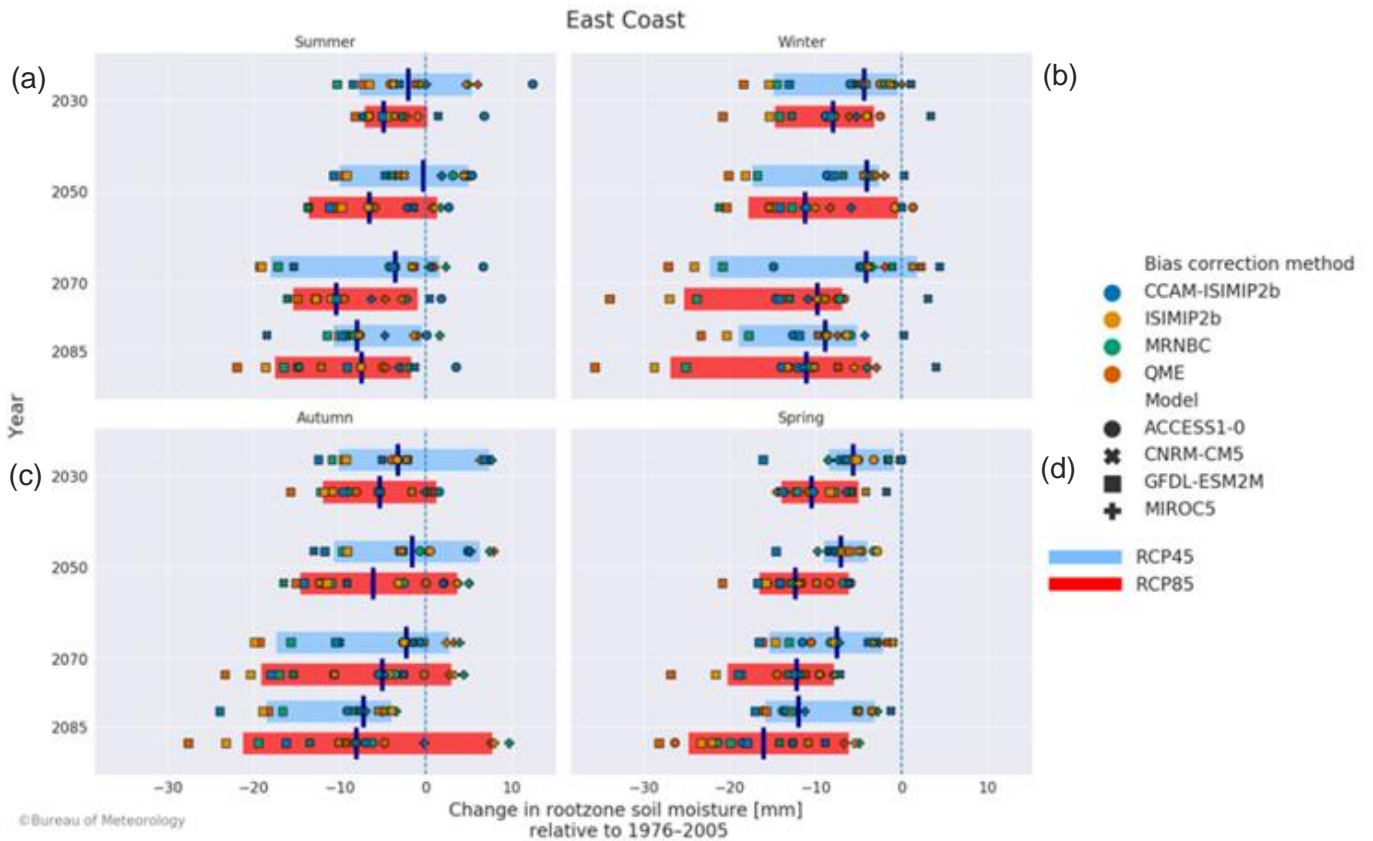 East Coast
Summer
Winter
(a)
(b)
2030
2050
2070
2085
Year
Autumn
Spring
(c)
(d)
2030
2050
2070
2085
−30
−20
−10
0
10
−30
−20
−10
0
10
Change in rootzone soil moisture [mm]
relative to 1976–2005
©Bureau of Meteorology
Bias correction method
CCAM-ISIMIP2b
ISIMIP2b
MRNBC
QME
Model
ACCESS1-0
CNRM-CM5
GFDL-ESM2M
MIROC5
RCP45
RCP85